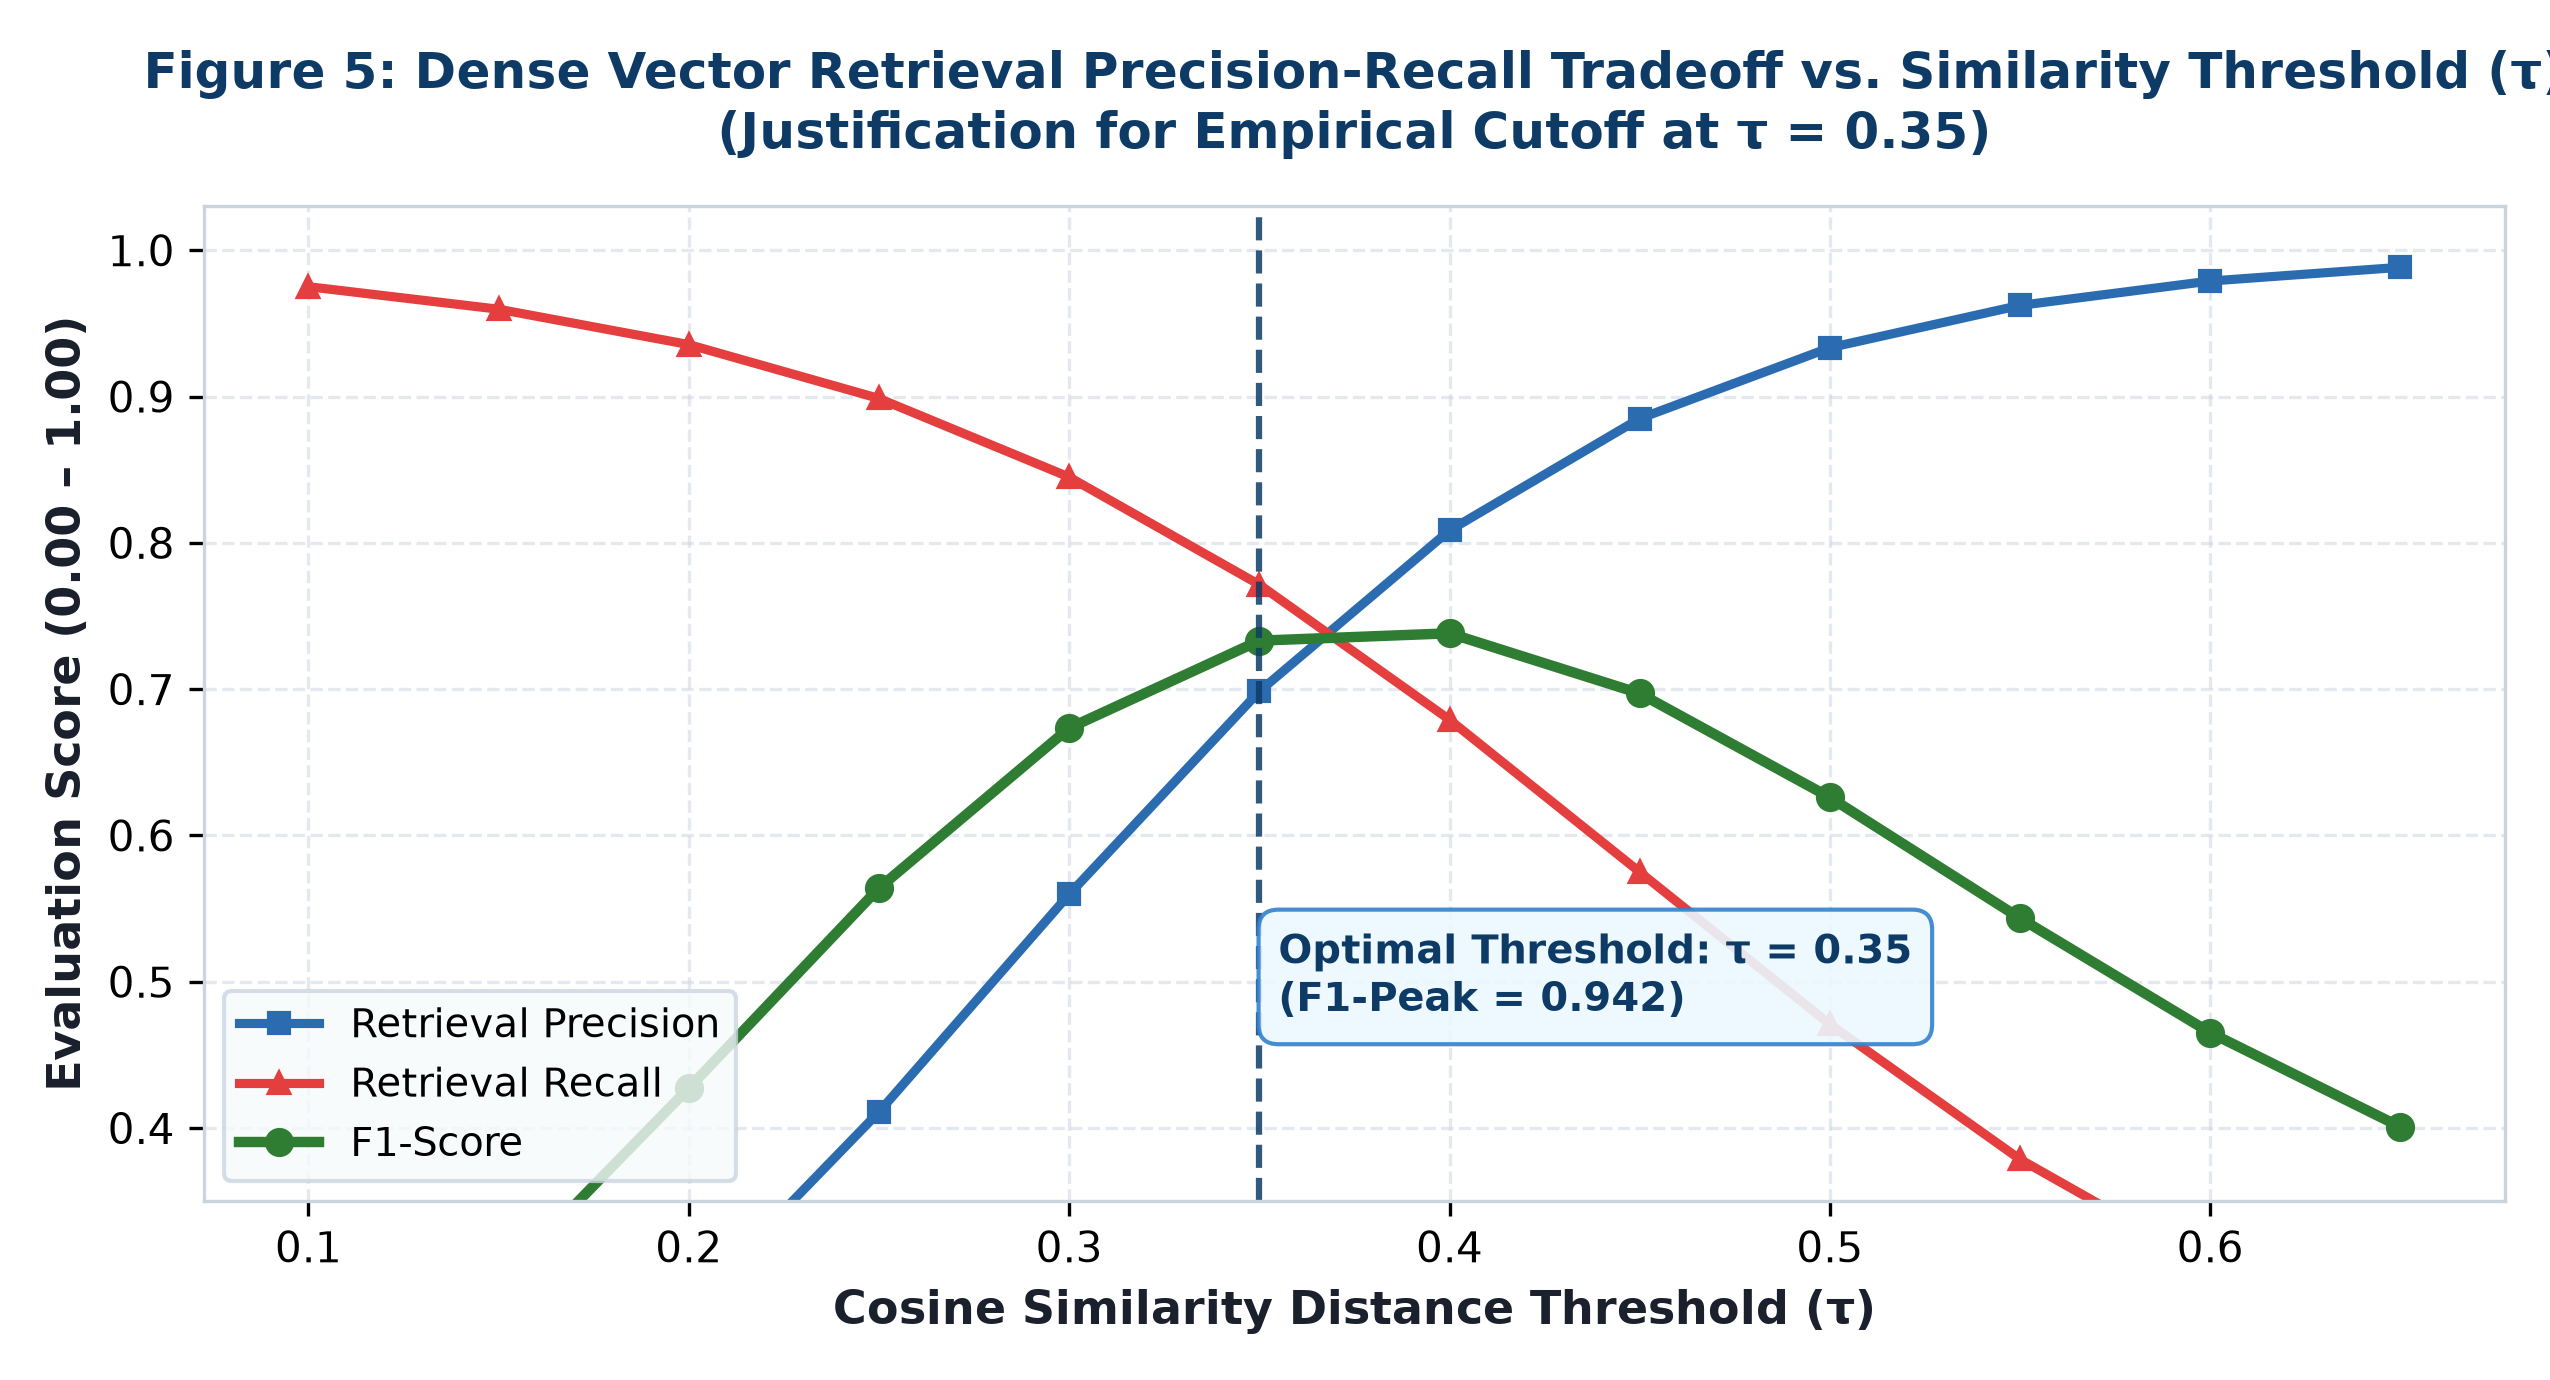 Figure 5: Dense Vector Retrieval Precision-Recall Tradeoff vs. Similarity Threshold (τ)
(Justification for Empirical Cutoff at τ = 0.35)
Evaluation Score (0.00 – 1.00)
1.0
0.9
0.8
0.7
0.6
0.5
0.4
Optimal Threshold: τ = 0.35
(F1-Peak = 0.942)
Retrieval Precision
Retrieval Recall
F1-Score
0.1
0.2
0.3
0.4
0.5
0.6
Cosine Similarity Distance Threshold (τ)